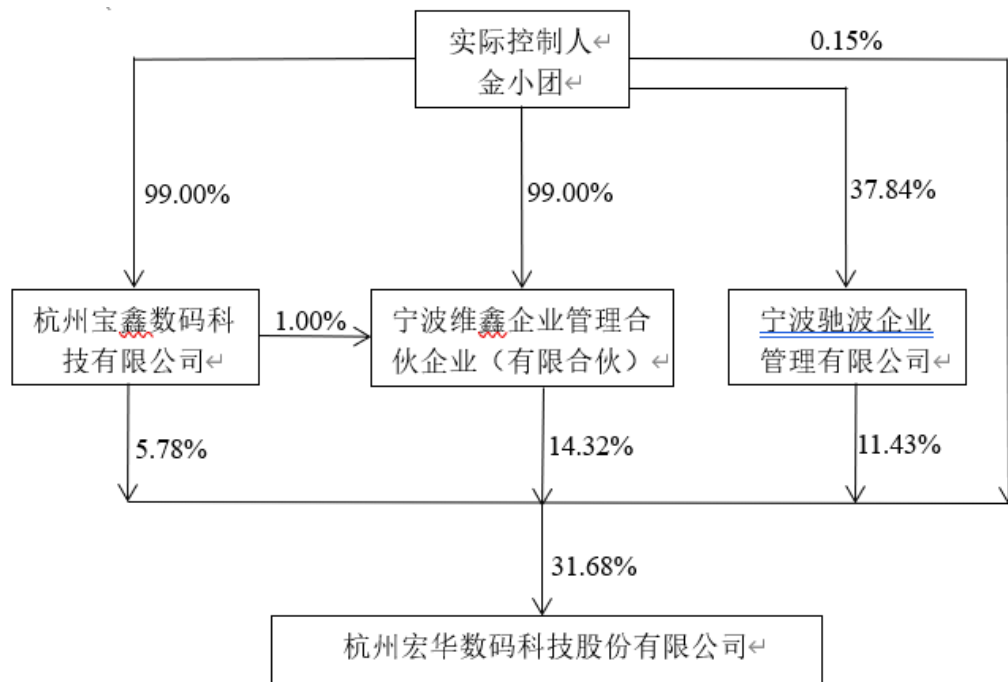 实际控制人
金小团
0.15%
99.00%
99.00%
37.84%
杭州宝鑫数码科
技有限公司
1.00%
宁波维鑫企业管理合
伙企业（有限合伙）
宁波驰波企业
管理有限公司
5.78%
14.32%
11.43%
31.68%
杭州宏华数码科技股份有限公司